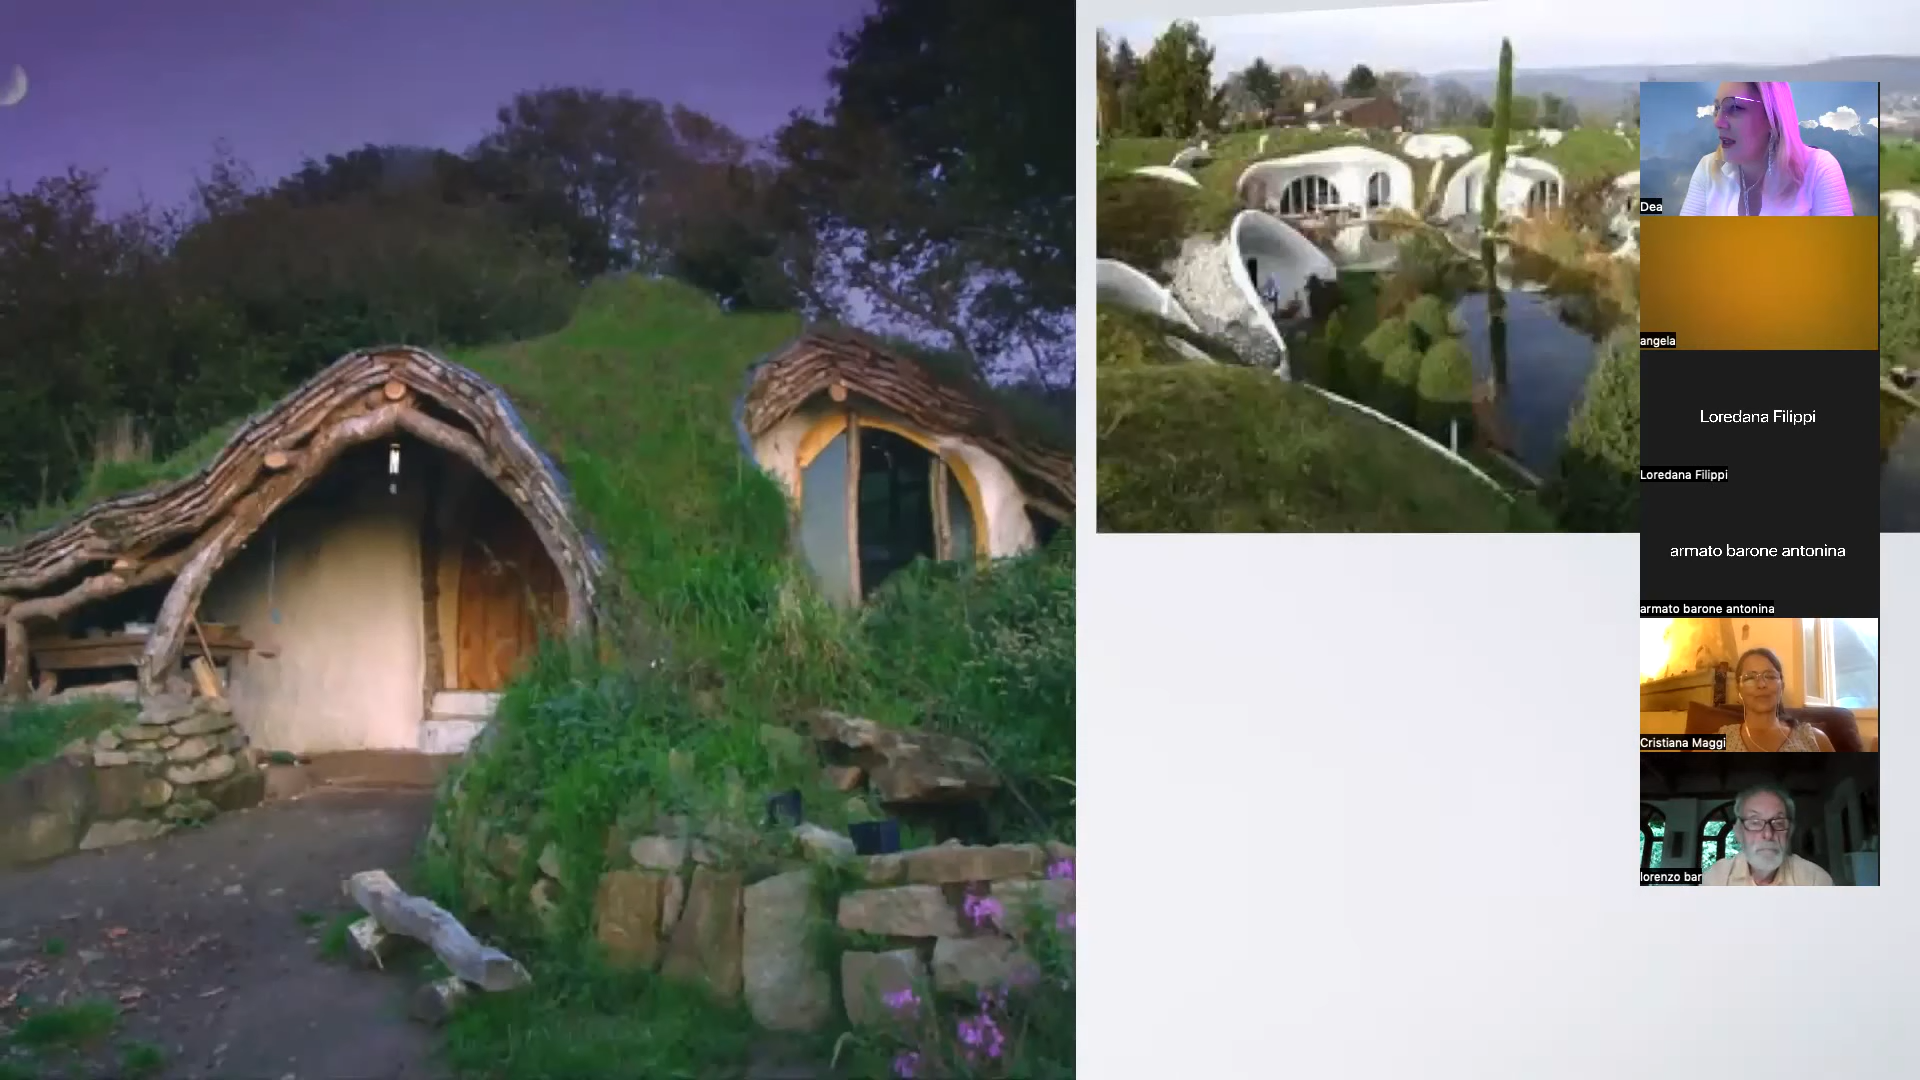 Dea
angela
Loredana Filippi
Loredana Filippi
armato barone antonina
armato barone antonina
Cristiana Maggi
lorenzo bar